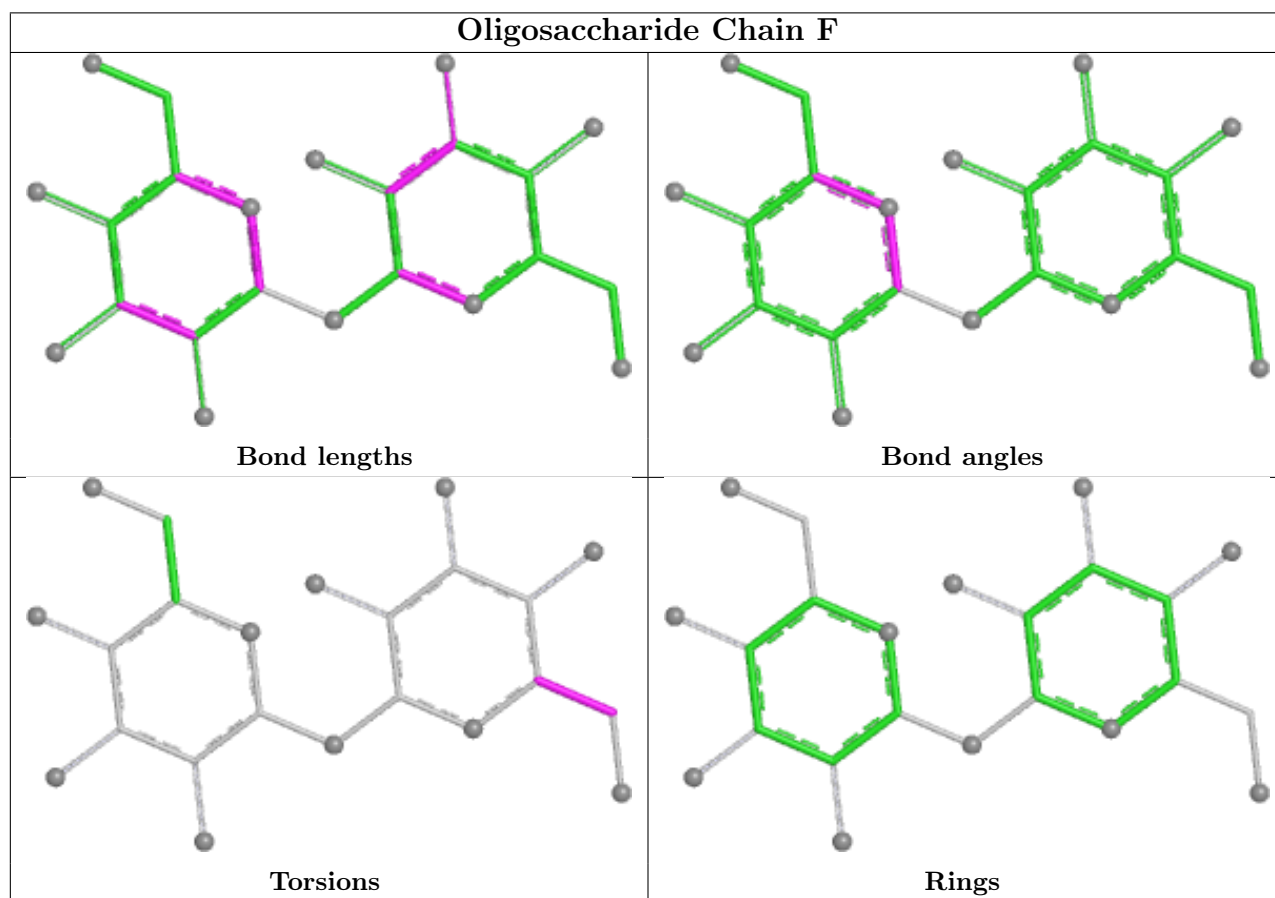 Oligosaccharide Chain F
Bond lengths
Bond angles
Torsions
Rings